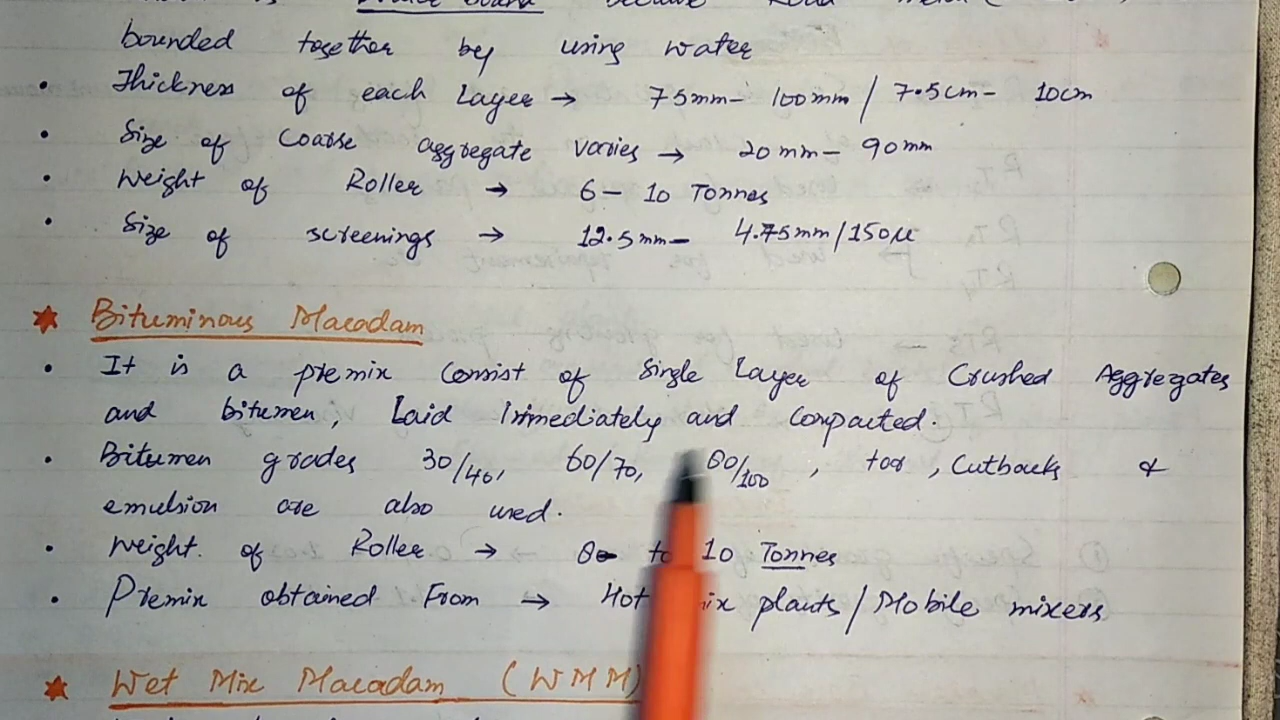 bounded together by using water
• Thickness of each Layer → 75mm- 100mm / 7.5cm- 10cm
• Size of Coarse aggregate varies → 20mm- 90mm
• Weight of Roller → 6- 10 Tonnes
• Size of screenings → 12.5mm- 4.75mm/150μ
Bituminous Macadam
• It is a premix Consist of Single Layer of Crushed Aggregates
and bitumen, Laid Immediately and Compacted.
• Bitumen grades 30/40, 60/70, 80/100, tar, Cutbacks &
emulsion are also used.
• Weight. of Roller → 8 to 10 Tonnes
• Premix obtained From → Hot mix plants/Mobile mixers
Wet Mix Macadam (WMM)